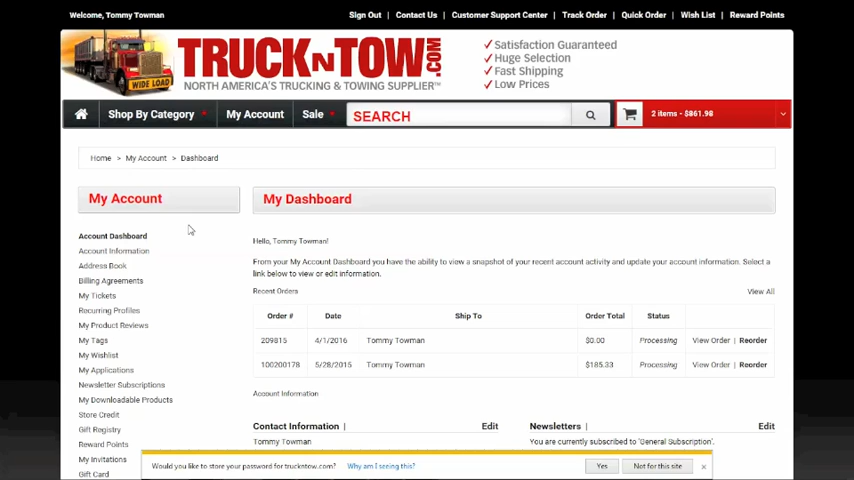 Welcome, Tommy Towman
Sign Out | Contact Us | Customer Support Center | Track Order | Quick Order | Wish List | Reward Points
WIDE LOAD
TRUCKNTOW.COM
NORTH AMERICA'S TRUCKING & TOWING SUPPLIER™
Satisfaction Guaranteed
Huge Selection
Fast Shipping
Low Prices
Shop By Category My Account Sale SEARCH 2 items - $861.98
Home > My Account > Dashboard
My Account
Account Dashboard
Account Information
Address Book
Billing Agreements
My Tickets
Recurring Profiles
My Product Reviews
My Tags
My Wishlist
My Applications
Newsletter Subscriptions
My Downloadable Products
Store Credit
Gift Registry
Reward Points
My Invitations
Gift Card
My Dashboard
Hello, Tommy Towman!
From your My Account Dashboard you have the ability to view a snapshot of your recent account activity and update your account information. Select a
link below to view or edit information.
Recent Orders View All
Order # Date Ship To Order Total Status
209815 4/1/2016 Tommy Towman $0.00 Processing View Order | Reorder
100200178 5/28/2015 Tommy Towman $185.33 Processing View Order | Reorder
Account Information
Contact Information | Edit
Tommy Towman
Newsletters | Edit
You are currently subscribed to 'General Subscription'.
Would you like to store your password for truckntow.com? Why am I seeing this? Yes Not for this site ×